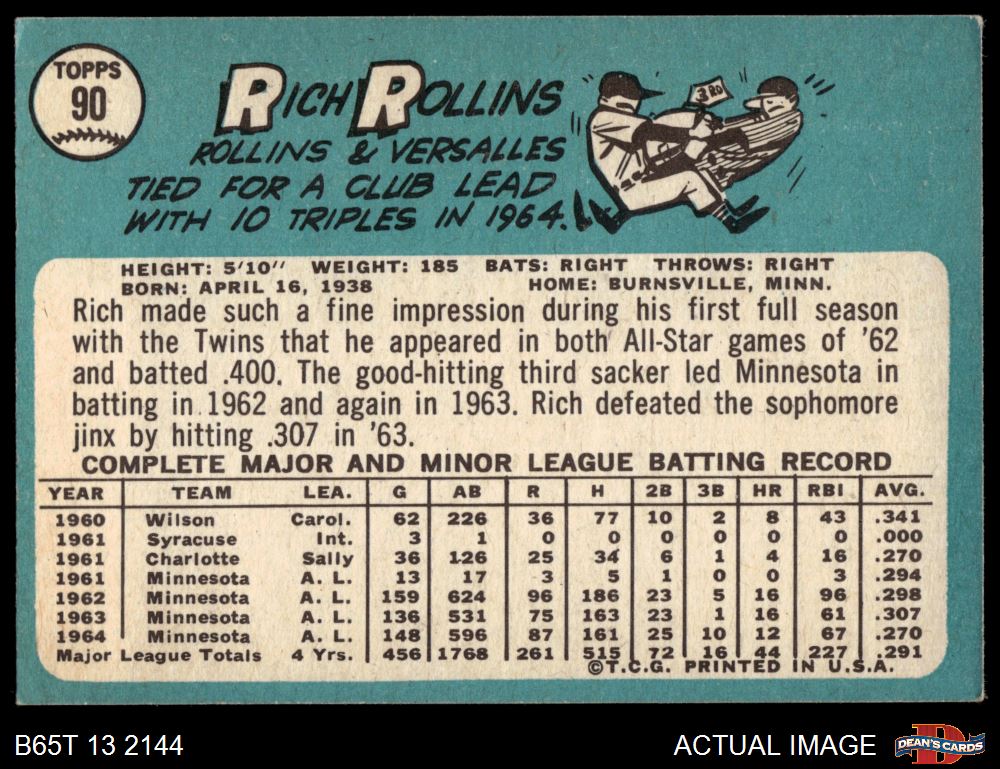 TOPPS
90
RICH ROLLINS
ROLLINS & VERSALLES
TIED FOR A CLUB LEAD
WITH 10 TRIPLES IN 1964.
3 RD
HEIGHT: 5'10" WEIGHT: 185 BATS: RIGHT THROWS: RIGHT
BORN: APRIL 16, 1938 HOME: BURNSVILLE, MINN.
Rich made such a fine impression during his first full season
with the Twins that he appeared in both All-Star games of '62
and batted .400. The good-hitting third sacker led Minnesota in
batting in 1962 and again in 1963. Rich defeated the sophomore
jinx by hitting .307 in '63.
COMPLETE MAJOR AND MINOR LEAGUE BATTING RECORD
YEAR TEAM LEA. G AB R H 2B 3B HR RBI AVG.
1960 Wilson Carol. 62 226 36 77 10 2 8 43 .341
1961 Syracuse Int. 3 1 0 0 0 0 0 0 .000
1961 Charlotte Sally 36 126 25 34 6 1 4 16 .270
1961 Minnesota A. L. 13 17 3 5 1 0 0 3 .294
1962 Minnesota A. L. 159 624 96 186 23 5 16 96 .298
1963 Minnesota A. L. 136 531 75 163 23 1 16 61 .307
1964 Minnesota A. L. 148 596 87 161 25 10 12 67 .270
Major League Totals 4 Yrs. 456 1768 261 515 72 16 44 227 .291
©T.C.G. PRINTED IN U.S.A.
B65T 13 2144
ACTUAL IMAGE
D
DEAN'S CARDS